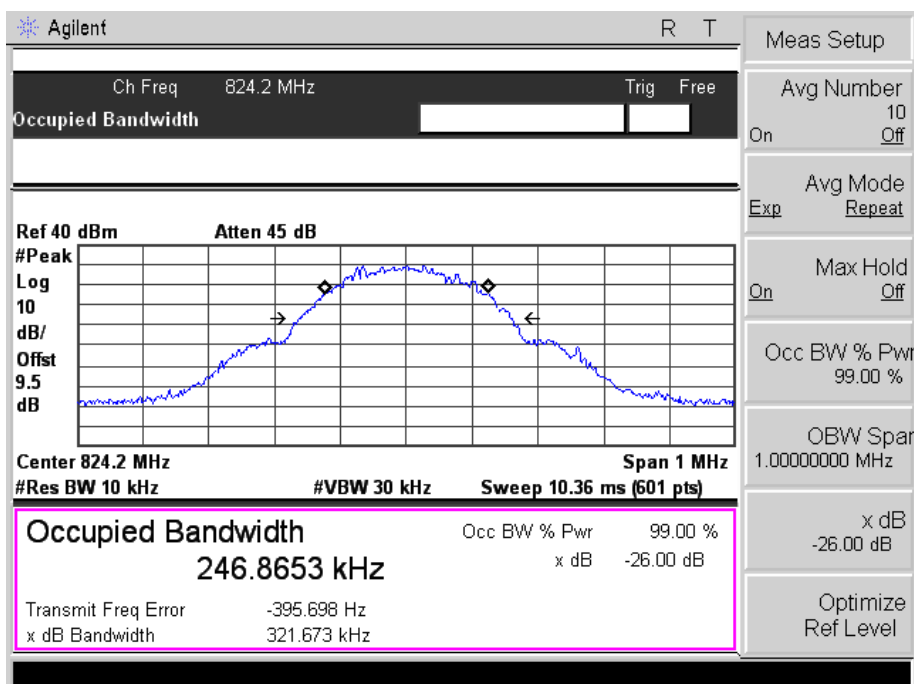 Agilent R T
Ch Freq 824.2 MHz Trig Free
Occupied Bandwidth
Ref 40 dBm Atten 45 dB
#Peak
Log
10
dB/
Offst
9.5
dB
Center 824.2 MHz Span 1 MHz
#Res BW 10 kHz #VBW 30 kHz Sweep 10.36 ms (601 pts)
Occupied Bandwidth
246.8653 kHz
Occ BW % Pwr 99.00 %
x dB -26.00 dB
Transmit Freq Error -395.698 Hz
x dB Bandwidth 321.673 kHz
Meas Setup
Avg Number
10
On Off
Avg Mode
Exp Repeat
Max Hold
On Off
Occ BW % Pwr
99.00 %
OBW Span
1.00000000 MHz
x dB
-26.00 dB
Optimize
Ref Level